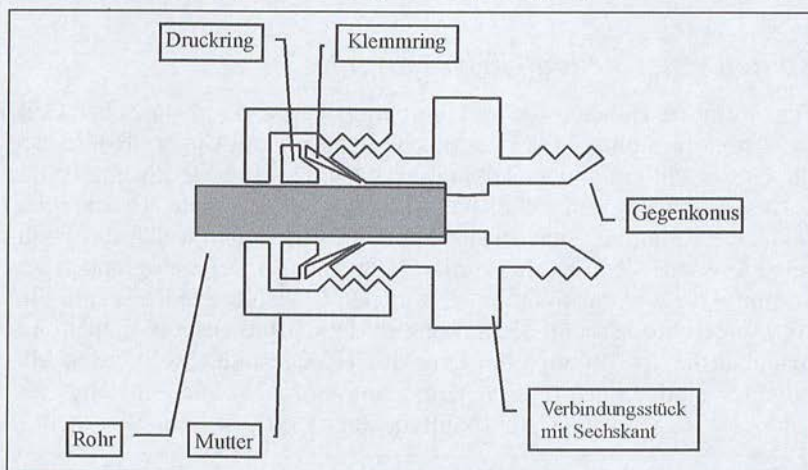 Druckring
Klemmring
Gegenkonus
Rohr
Mutter
Verbindungsstück
mit Sechskant